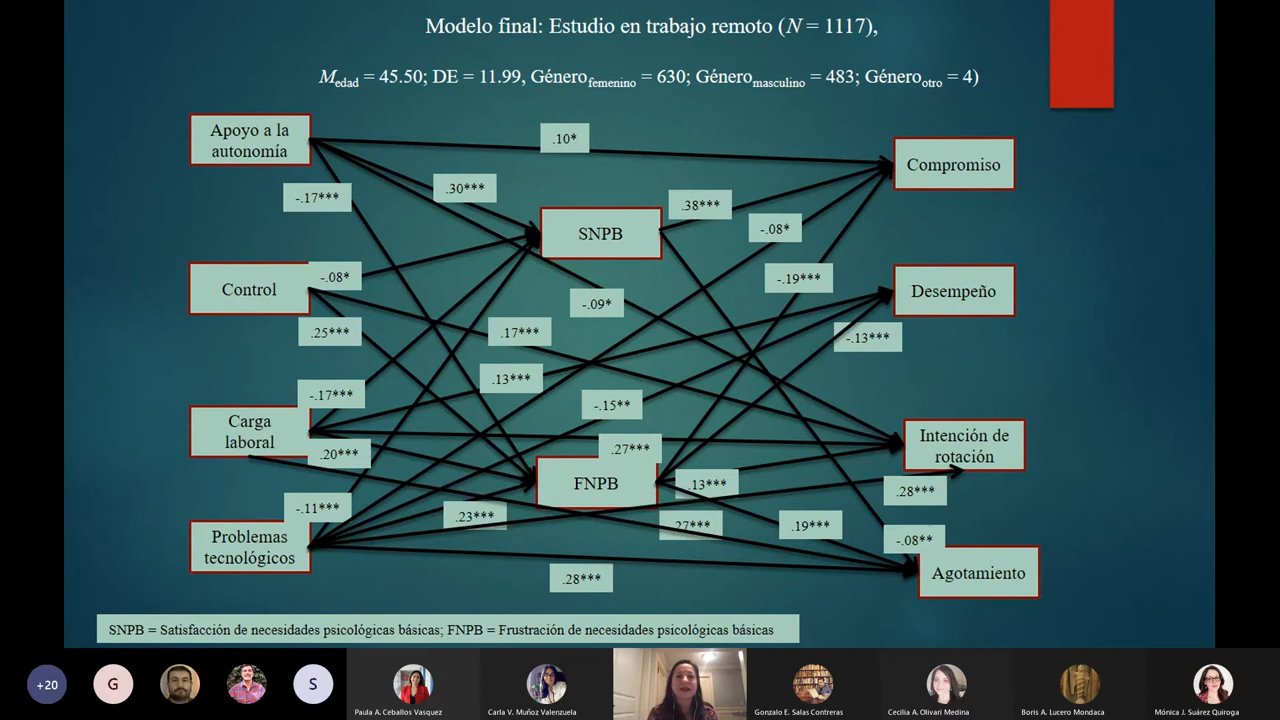 Modelo final: Estudio en trabajo remoto (N = 1117),
Medad = 45.50; DE = 11.99, Génerofemenino = 630; Géneromasculino = 483; Génerootro = 4)
Apoyo a la
autonomía
.10*
Compromiso
-.17***
.30***
.38***
SNPB
-.08*
Control
-.08*
-.19***
Desempeño
-.09*
.25***
.17***
-.13***
.13***
-.17***
-.15**
Carga
laboral
.20***
.27***
Intención de
rotación
FNPB
.13***
.28***
-.11***
.23***
.27***
.19***
-.08**
Problemas
tecnológicos
.28***
Agotamiento
SNPB = Satisfacción de necesidades psicológicas básicas; FNPB = Frustración de necesidades psicológicas básicas
+20
G
S
Paula A. Ceballos Vasquez
Carla V. Muñoz Valenzuela
Gonzalo E. Salas Contreras
Cecilia A. Olivari Medina
Boris A. Lucero Mondaca
Mónica J. Suárez Quiroga